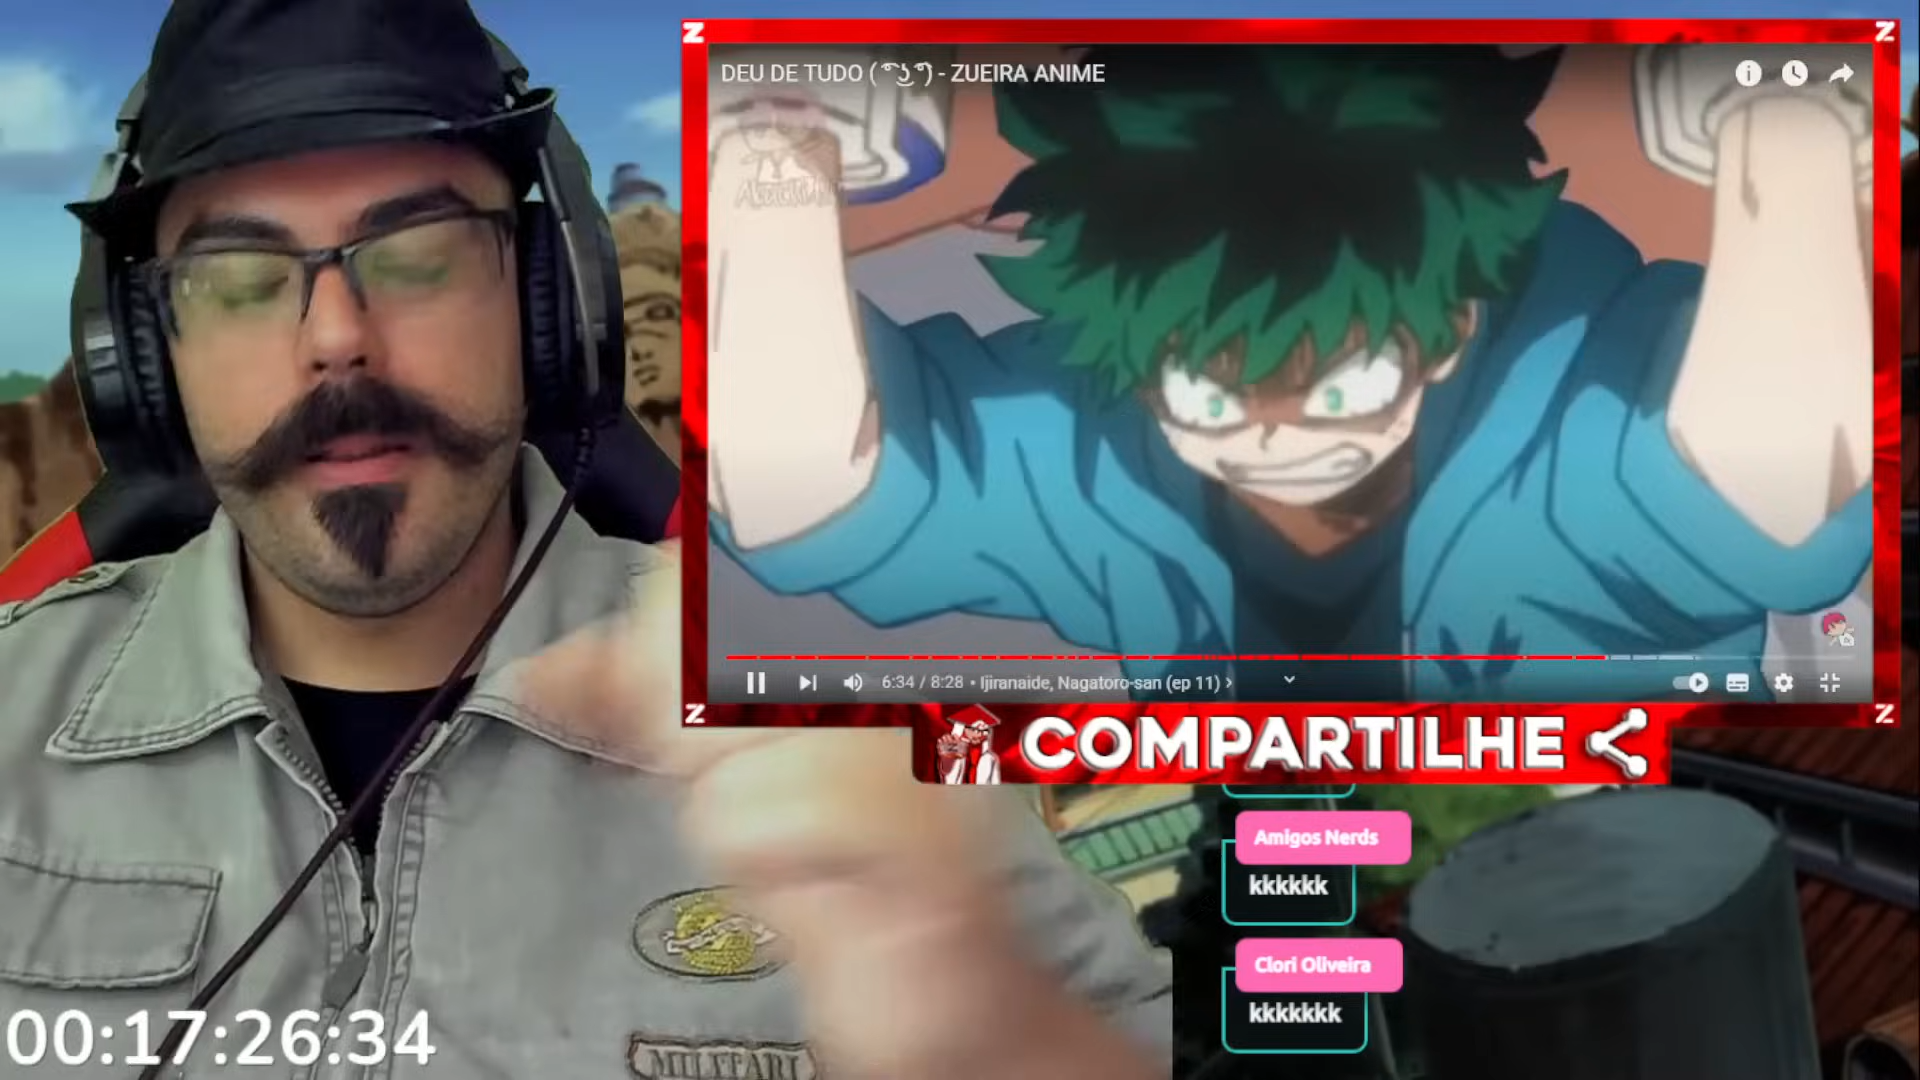 Z
Z
DEU DE TUDO ( ͡° ͜ʖ ͡°) - ZUEIRA ANIME
6:34 / 8:28 • Ijiranaide, Nagatoro-san (ep 11) ›
Z
Z
COMPARTILHE
Amigos Nerds
kkkkkk
Clori Oliveira
kkkkkkk
00:17:26:34